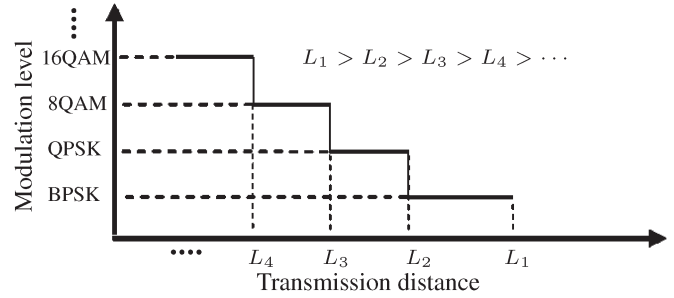 16QAM
L₁ > L₂ > L₃ > L₄ > ⋯
8QAM
QPSK
BPSK
Modulation level
L₄ L₃ L₂ L₁
Transmission distance